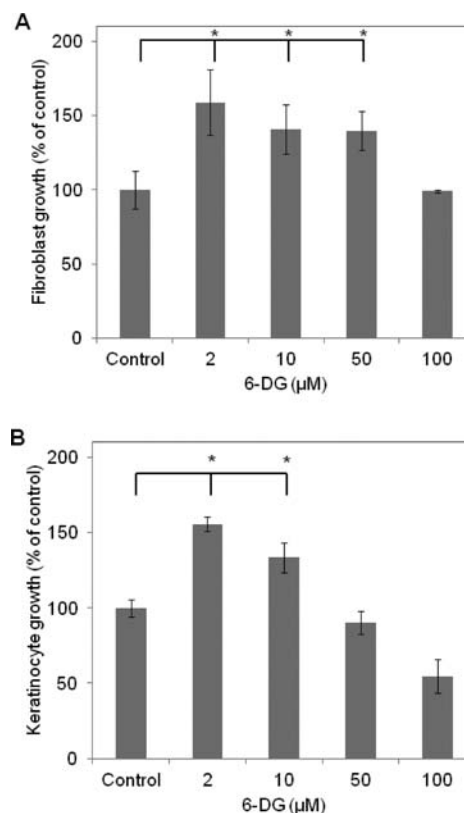 A
Fibroblast growth (% of control)
200
150
100
50
0
* * *
Control 2 10 50 100
6-DG (µM)
B
Keratinocyte growth (% of control)
200
150
100
50
0
* *
Control 2 10 50 100
6-DG (µM)